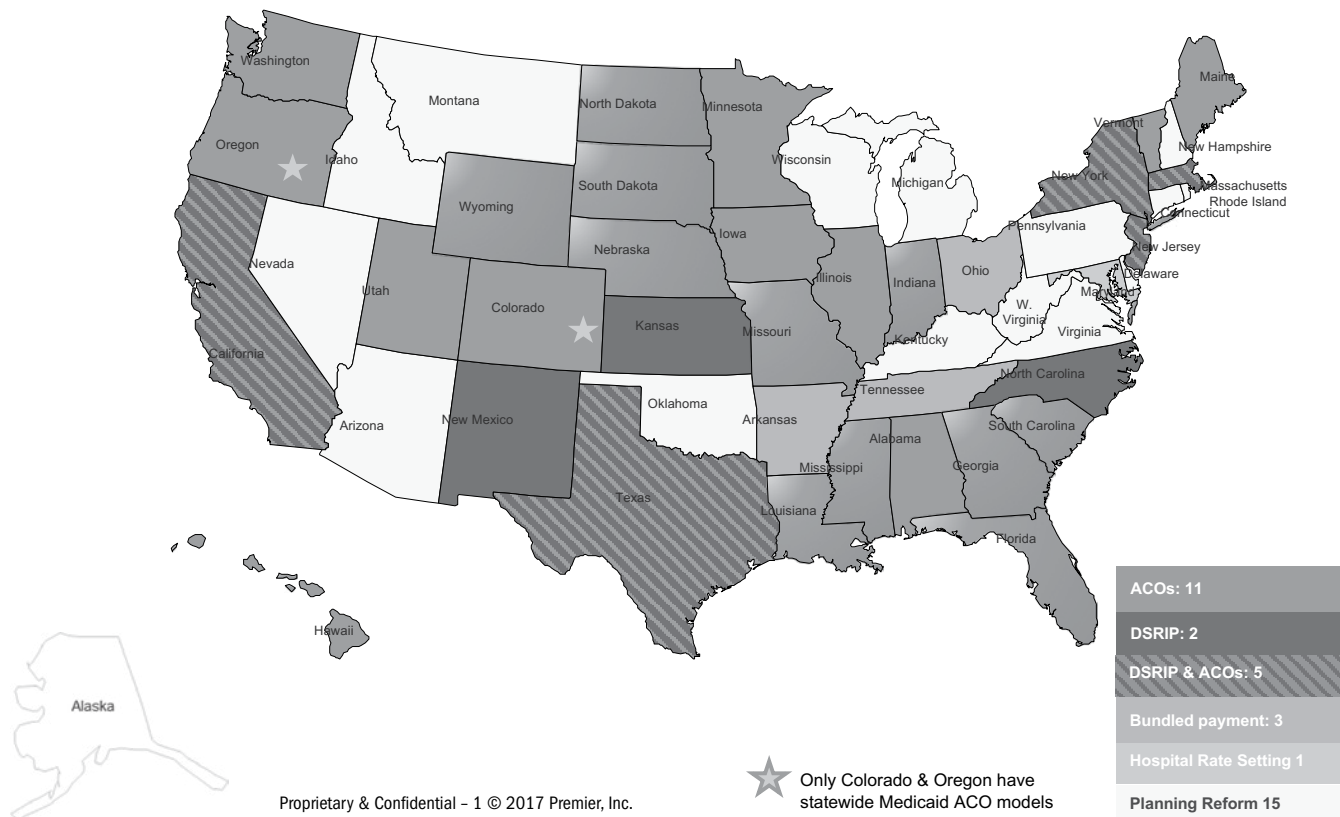 Washington
Oregon
Idaho
Montana
North Dakota
Minnesota
Wisconsin
Michigan
Maine
Vermont
New Hampshire
New York
Massachusetts
Rhode Island
Connecticut
Pennsylvania
New Jersey
Delaware
Maryland
South Dakota
Wyoming
Nebraska
Iowa
Nevada
Utah
Colorado
Kansas
Missouri
Illinois
Indiana
Ohio
W.
Virginia
Virginia
Kentucky
California
Arizona
New Mexico
Oklahoma
Arkansas
Tennessee
North Carolina
South Carolina
Texas
Louisiana
Mississippi
Alabama
Georgia
Florida
Hawaii
Alaska
ACOs: 11
DSRIP: 2
DSRIP & ACOs: 5
Bundled payment: 3
Hospital Rate Setting 1
Planning Reform 15
Only Colorado & Oregon have
statewide Medicaid ACO models
Proprietary & Confidential – 1 © 2017 Premier, Inc.